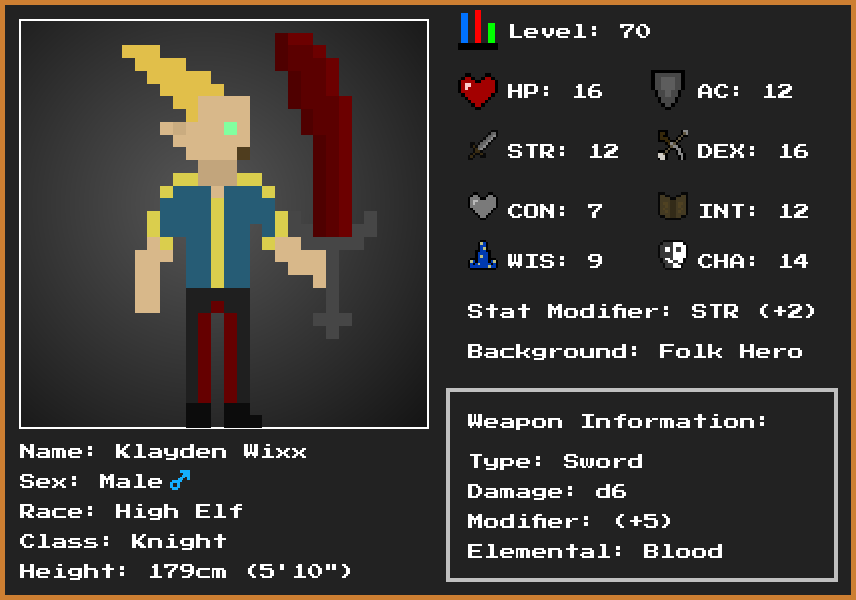 Level: 70
HP: 16
AC: 12
STR: 12
DEX: 16
CON: 7
INT: 12
WIS: 9
CHA: 14
Stat Modifier: STR (+2)
Background: Folk Hero
Weapon Information:
Type: Sword
Damage: d6
Modifier: (+5)
Elemental: Blood
Name: Klayden Wixx
Sex: Male♂
Race: High Elf
Class: Knight
Height: 179cm (5'10")